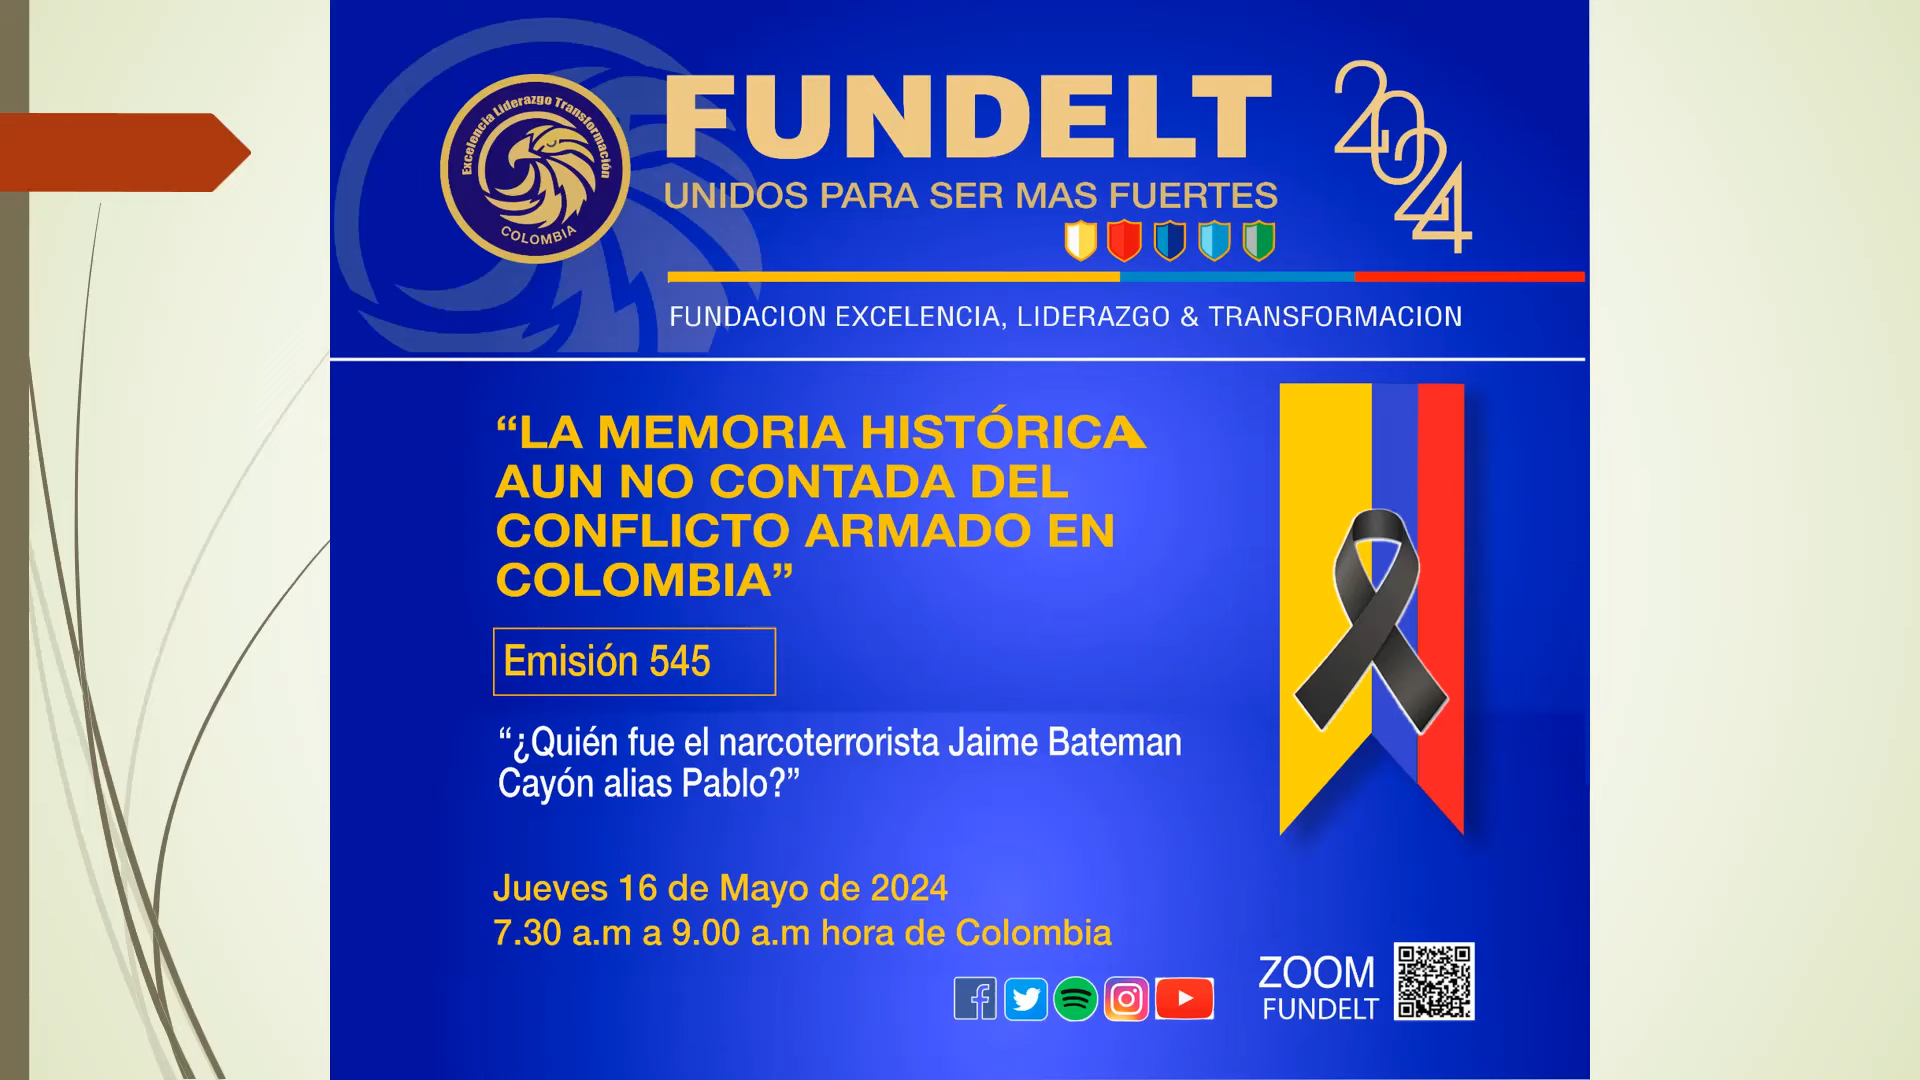 Excelencia Liderazgo Transformación
COLOMBIA
FUNDELT
UNIDOS PARA SER MAS FUERTES
2024
FUNDACION EXCELENCIA, LIDERAZGO & TRANSFORMACION
“LA MEMORIA HISTÓRICA
AUN NO CONTADA DEL
CONFLICTO ARMADO EN
COLOMBIA”
Emisión 545
“¿Quién fue el narcoterrorista Jaime Bateman
Cayón alias Pablo?”
Jueves 16 de Mayo de 2024
7.30 a.m a 9.00 a.m hora de Colombia
ZOOM
FUNDELT